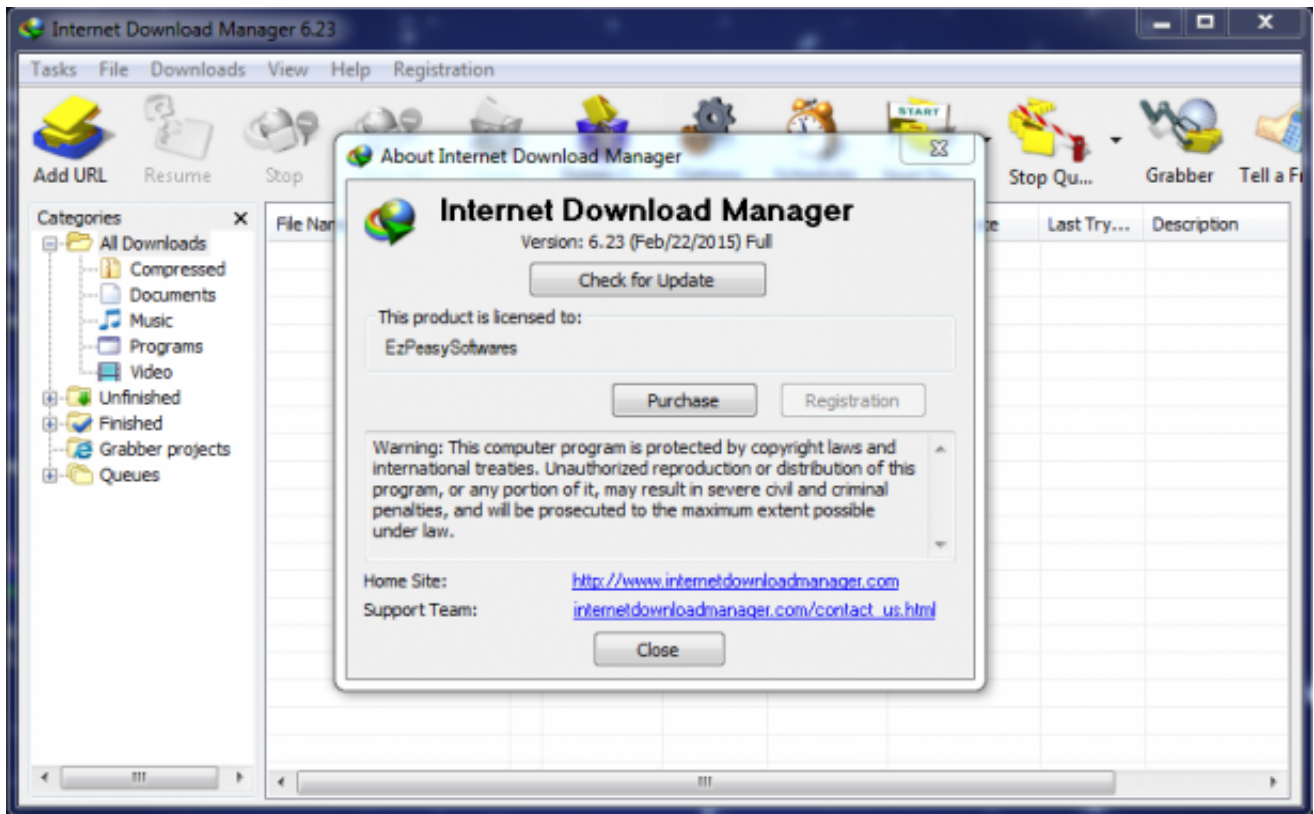 Internet Download Manager 6.23
Tasks File Downloads View Help Registration
Add URL Resume Stop Stop Qu... Grabber Tell a Fr
START
Categories
All Downloads
Compressed
Documents
Music
Programs
Video
Unfinished
Finished
Grabber projects
Queues
File Nar Last Try... Description
About Internet Download Manager
Internet Download Manager
Version: 6.23 (Feb/22/2015) Full
Check for Update
This product is licensed to:
EzPeasySoftwares
Purchase Registration
Warning: This computer program is protected by copyright laws and
international treaties. Unauthorized reproduction or distribution of this
program, or any portion of it, may result in severe civil and criminal
penalties, and will be prosecuted to the maximum extent possible
under law.
Home Site: http://www.internetdownloadmanager.com
Support Team: internetdownloadmanager.com/contact_us.html
Close